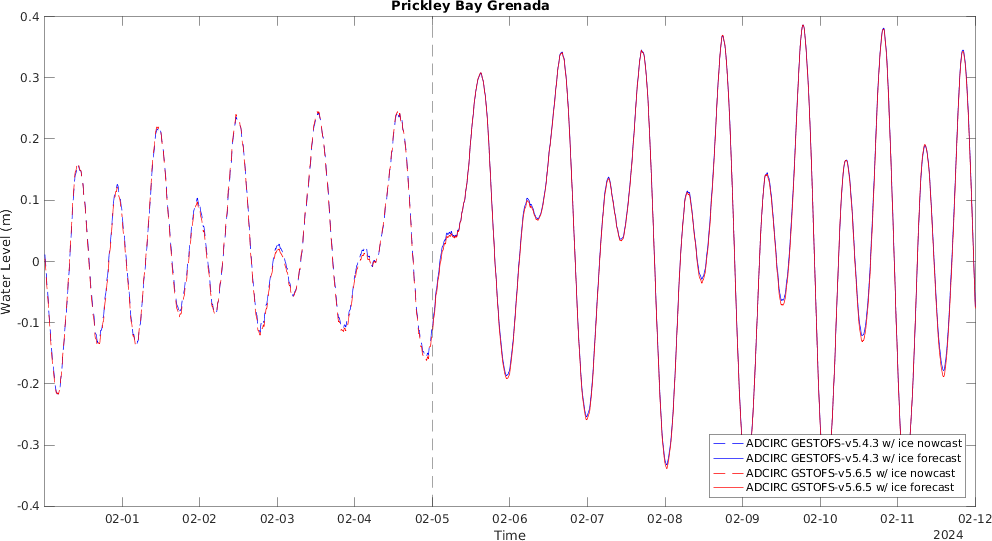 Prickley Bay Grenada
0.4
0.3
0.2
0.1
0
-0.1
-0.2
-0.3
-0.4
Water Level (m)
ADCIRC GESTOFS-v5.4.3 w/ ice nowcast
ADCIRC GESTOFS-v5.4.3 w/ ice forecast
ADCIRC GSTOFS-v5.6.5 w/ ice nowcast
ADCIRC GSTOFS-v5.6.5 w/ ice forecast
02-01 02-02 02-03 02-04 02-05 02-06 02-07 02-08 02-09 02-10 02-11 02-12
Time
2024